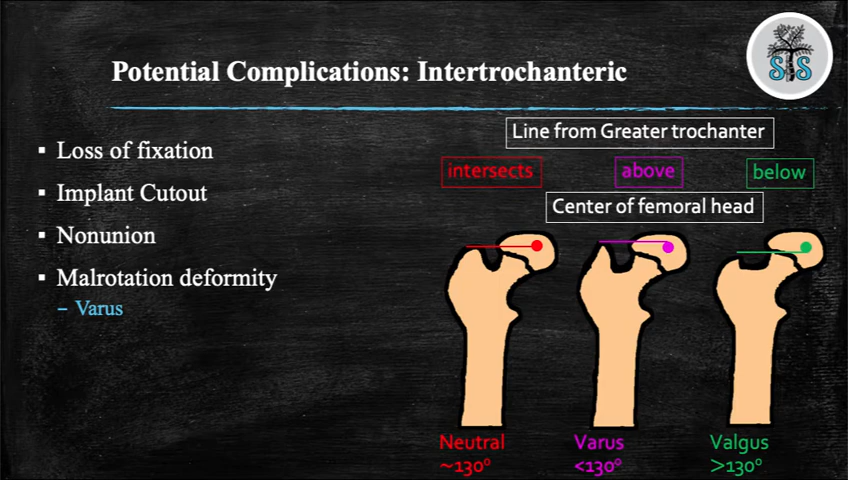 Potential Complications: Intertrochanteric
STS
▪ Loss of fixation
▪ Implant Cutout
▪ Nonunion
▪ Malrotation deformity
– Varus
Line from Greater trochanter
intersects above below
Center of femoral head
Neutral Varus Valgus
~130° <130° >130°